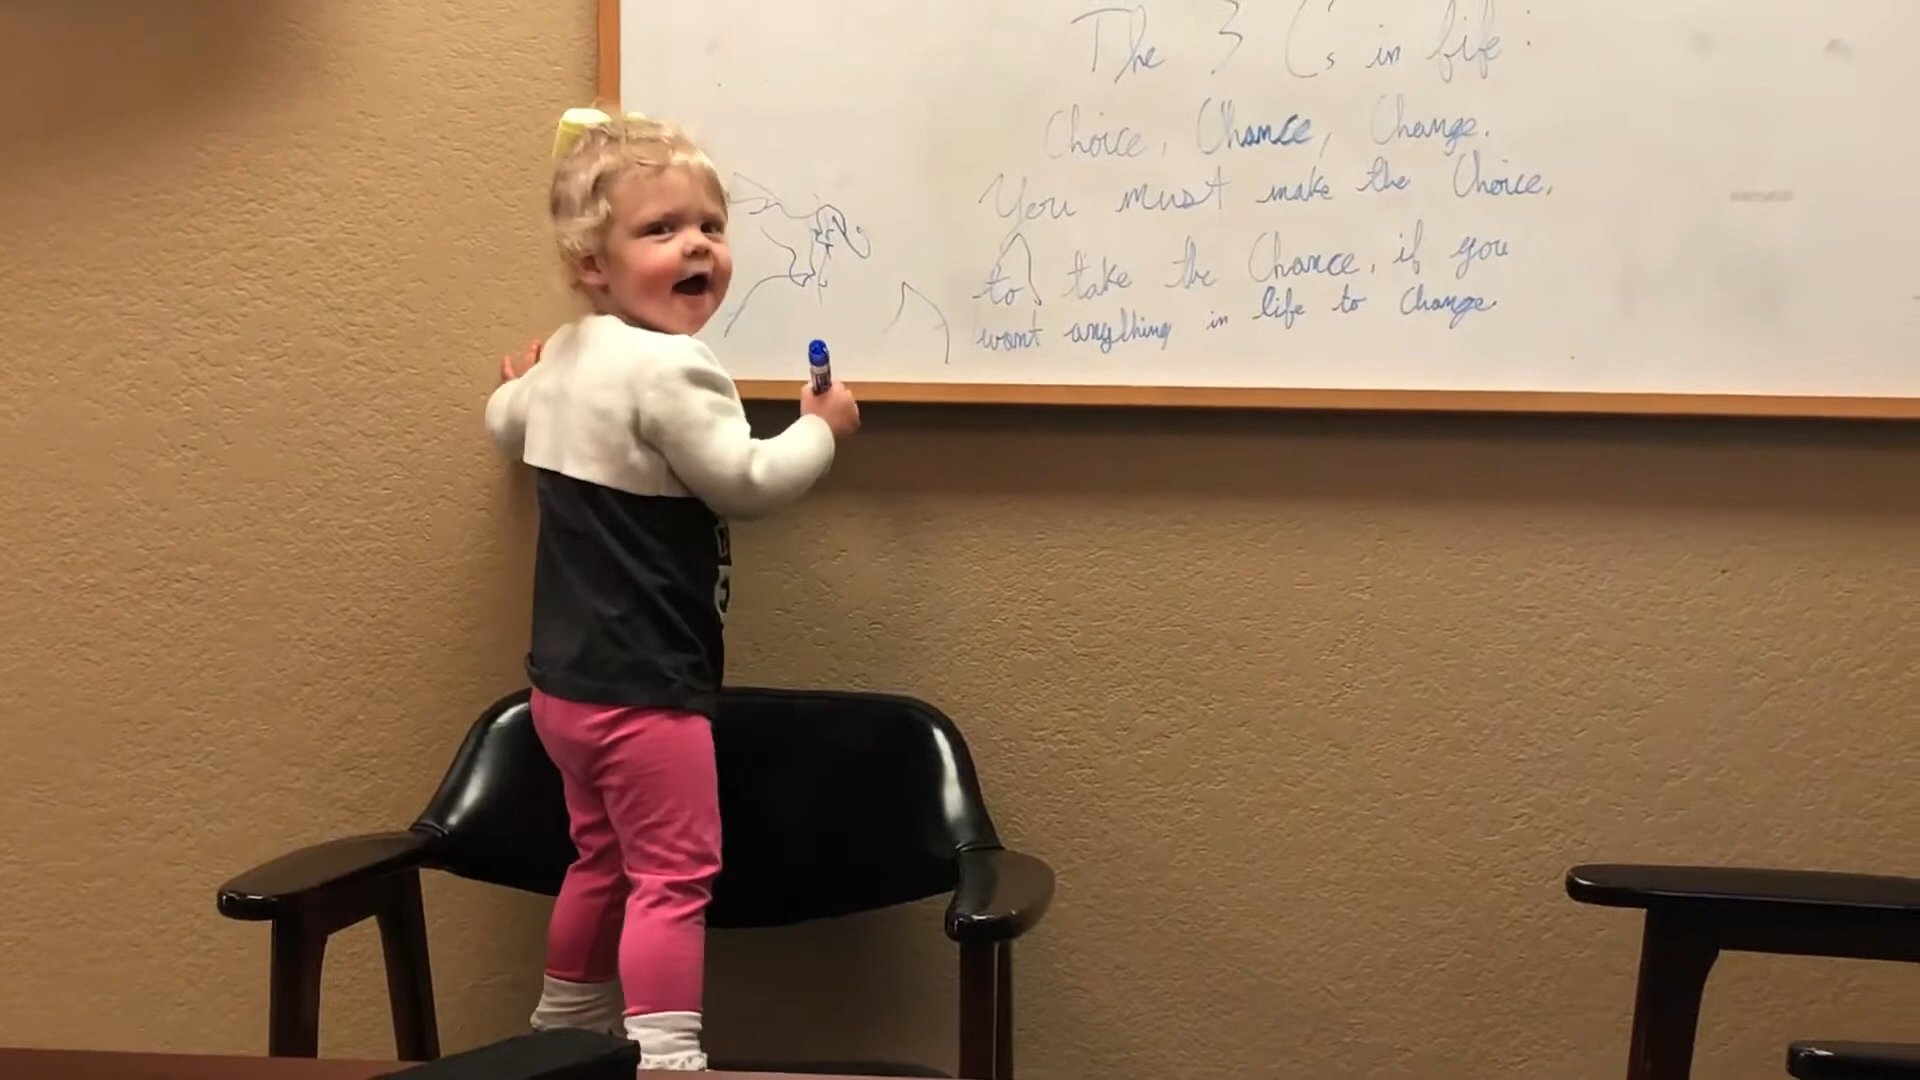 The 3 Cs in life:
Choice, Chance, Change.
You must make the Choice,
to take the Chance, if you
want anything in life to Change.